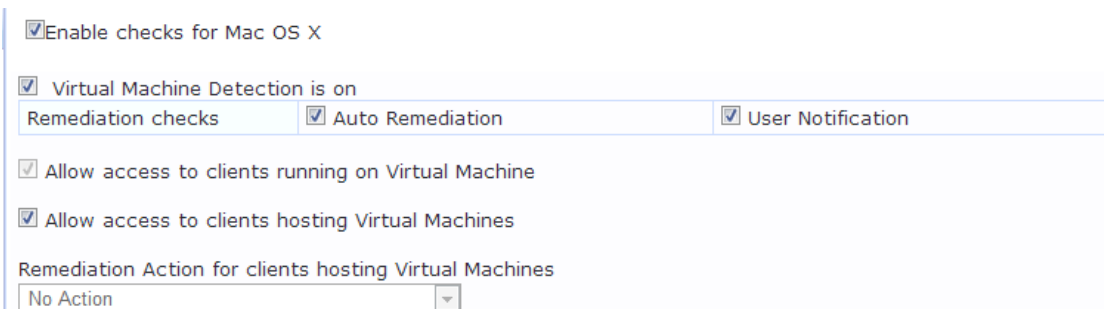 Enable checks for Mac OS X
Virtual Machine Detection is on
Remediation checks Auto Remediation User Notification
Allow access to clients running on Virtual Machine
Allow access to clients hosting Virtual Machines
Remediation Action for clients hosting Virtual Machines
No Action